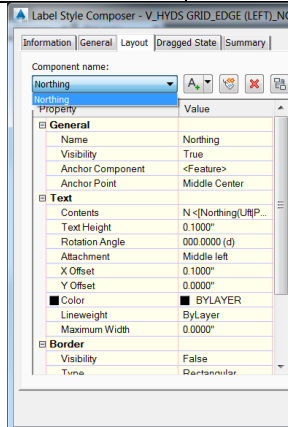 Label Style Composer - V_HYDS GRID_EDGE (LEFT)_NO
Information General Layout Dragged State Summary
Component name:
Northing
Northing
Property Value
General
Name Northing
Visibility True
Anchor Component <Feature>
Anchor Point Middle Center
Text
Contents N <[Northing(Uft|P...
Text Height 0.1000"
Rotation Angle 000.0000 (d)
Attachment Middle left
X Offset 0.1000"
Y Offset 0.0000"
Color BYLAYER
Lineweight ByLayer
Maximum Width 0.0000"
Border
Visibility False
Type Rectangular